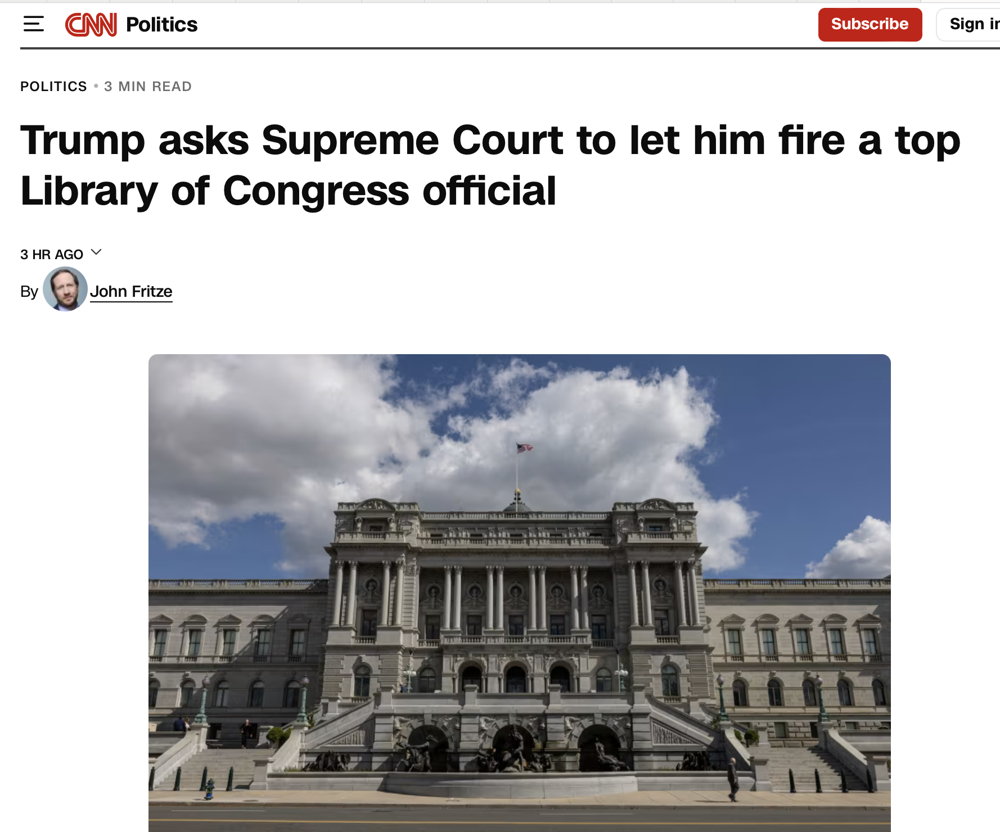 CNN Politics
Subscribe
Sign in
POLITICS • 3 MIN READ
Trump asks Supreme Court to let him fire a top
Library of Congress official
3 HR AGO
By John Fritze